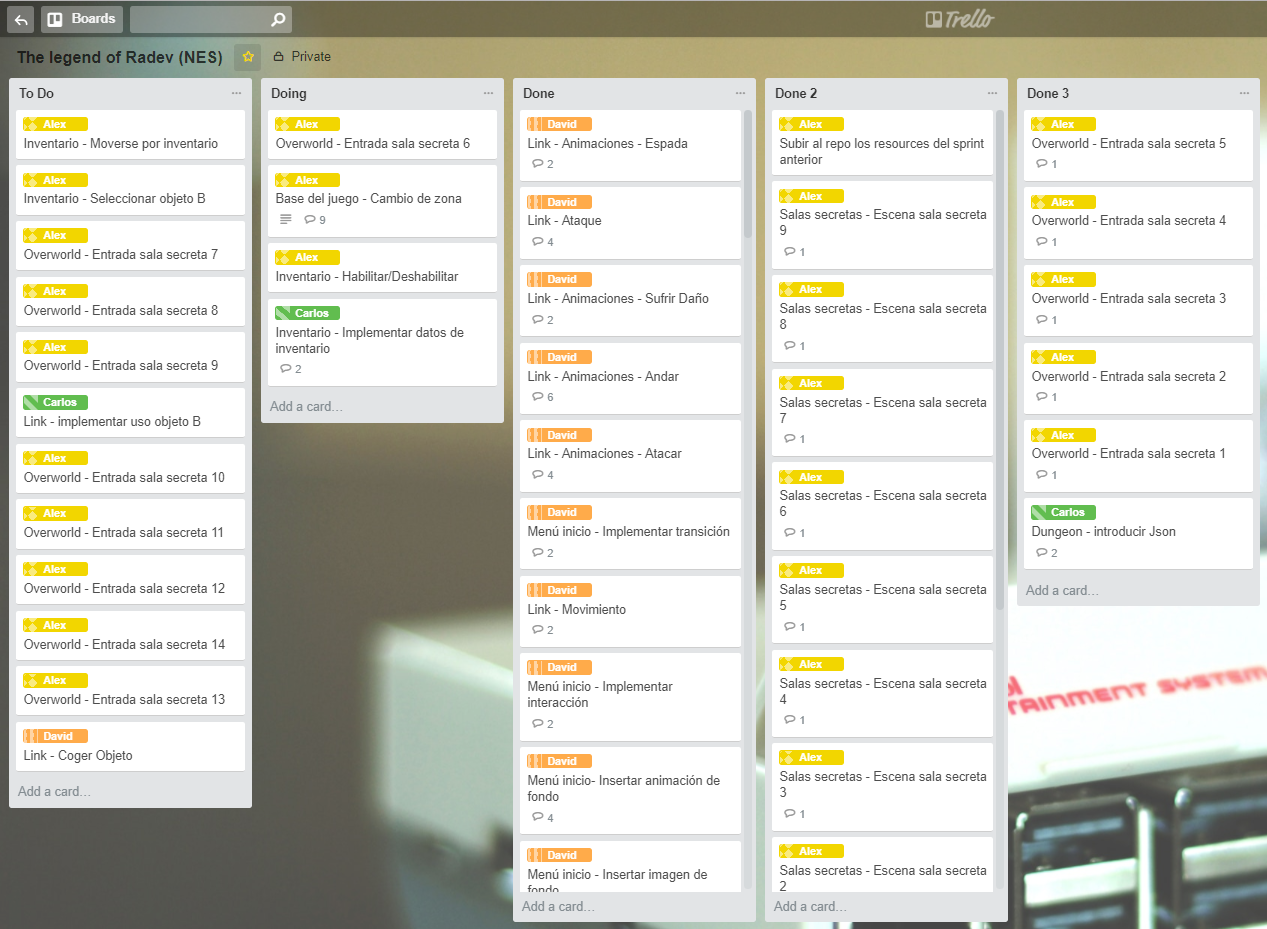 Boards
Trello
The legend of Radev (NES)
Private
To Do
Alex
Inventario - Moverse por inventario
Alex
Inventario - Seleccionar objeto B
Alex
Overworld - Entrada sala secreta 7
Alex
Overworld - Entrada sala secreta 8
Alex
Overworld - Entrada sala secreta 9
Carlos
Link - implementar uso objeto B
Alex
Overworld - Entrada sala secreta 10
Alex
Overworld - Entrada sala secreta 11
Alex
Overworld - Entrada sala secreta 12
Alex
Overworld - Entrada sala secreta 14
Alex
Overworld - Entrada sala secreta 13
David
Link - Coger Objeto
Add a card...
Doing
Alex
Overworld - Entrada sala secreta 6
Alex
Base del juego - Cambio de zona
9
Alex
Inventario - Habilitar/Deshabilitar
Carlos
Inventario - Implementar datos de
inventario
2
Add a card...
Done
David
Link - Animaciones - Espada
2
David
Link - Ataque
4
David
Link - Animaciones - Sufrir Daño
2
David
Link - Animaciones - Andar
6
David
Link - Animaciones - Atacar
4
David
Menú inicio - Implementar transición
2
David
Link - Movimiento
2
David
Menú inicio - Implementar
interacción
2
David
Menú inicio- Insertar animación de
fondo
4
David
Menú inicio - Insertar imagen de
fondo
Add a card...
Done 2
Alex
Subir al repo los resources del sprint
anterior
Alex
Salas secretas - Escena sala secreta
9
1
Alex
Salas secretas - Escena sala secreta
8
1
Alex
Salas secretas - Escena sala secreta
7
1
Alex
Salas secretas - Escena sala secreta
6
1
Alex
Salas secretas - Escena sala secreta
5
1
Alex
Salas secretas - Escena sala secreta
4
1
Alex
Salas secretas - Escena sala secreta
3
1
Alex
Salas secretas - Escena sala secreta
2
Add a card...
Done 3
Alex
Overworld - Entrada sala secreta 5
1
Alex
Overworld - Entrada sala secreta 4
1
Alex
Overworld - Entrada sala secreta 3
1
Alex
Overworld - Entrada sala secreta 2
1
Alex
Overworld - Entrada sala secreta 1
1
Carlos
Dungeon - introducir Json
2
Add a card...
TAINMENT SYSTEM